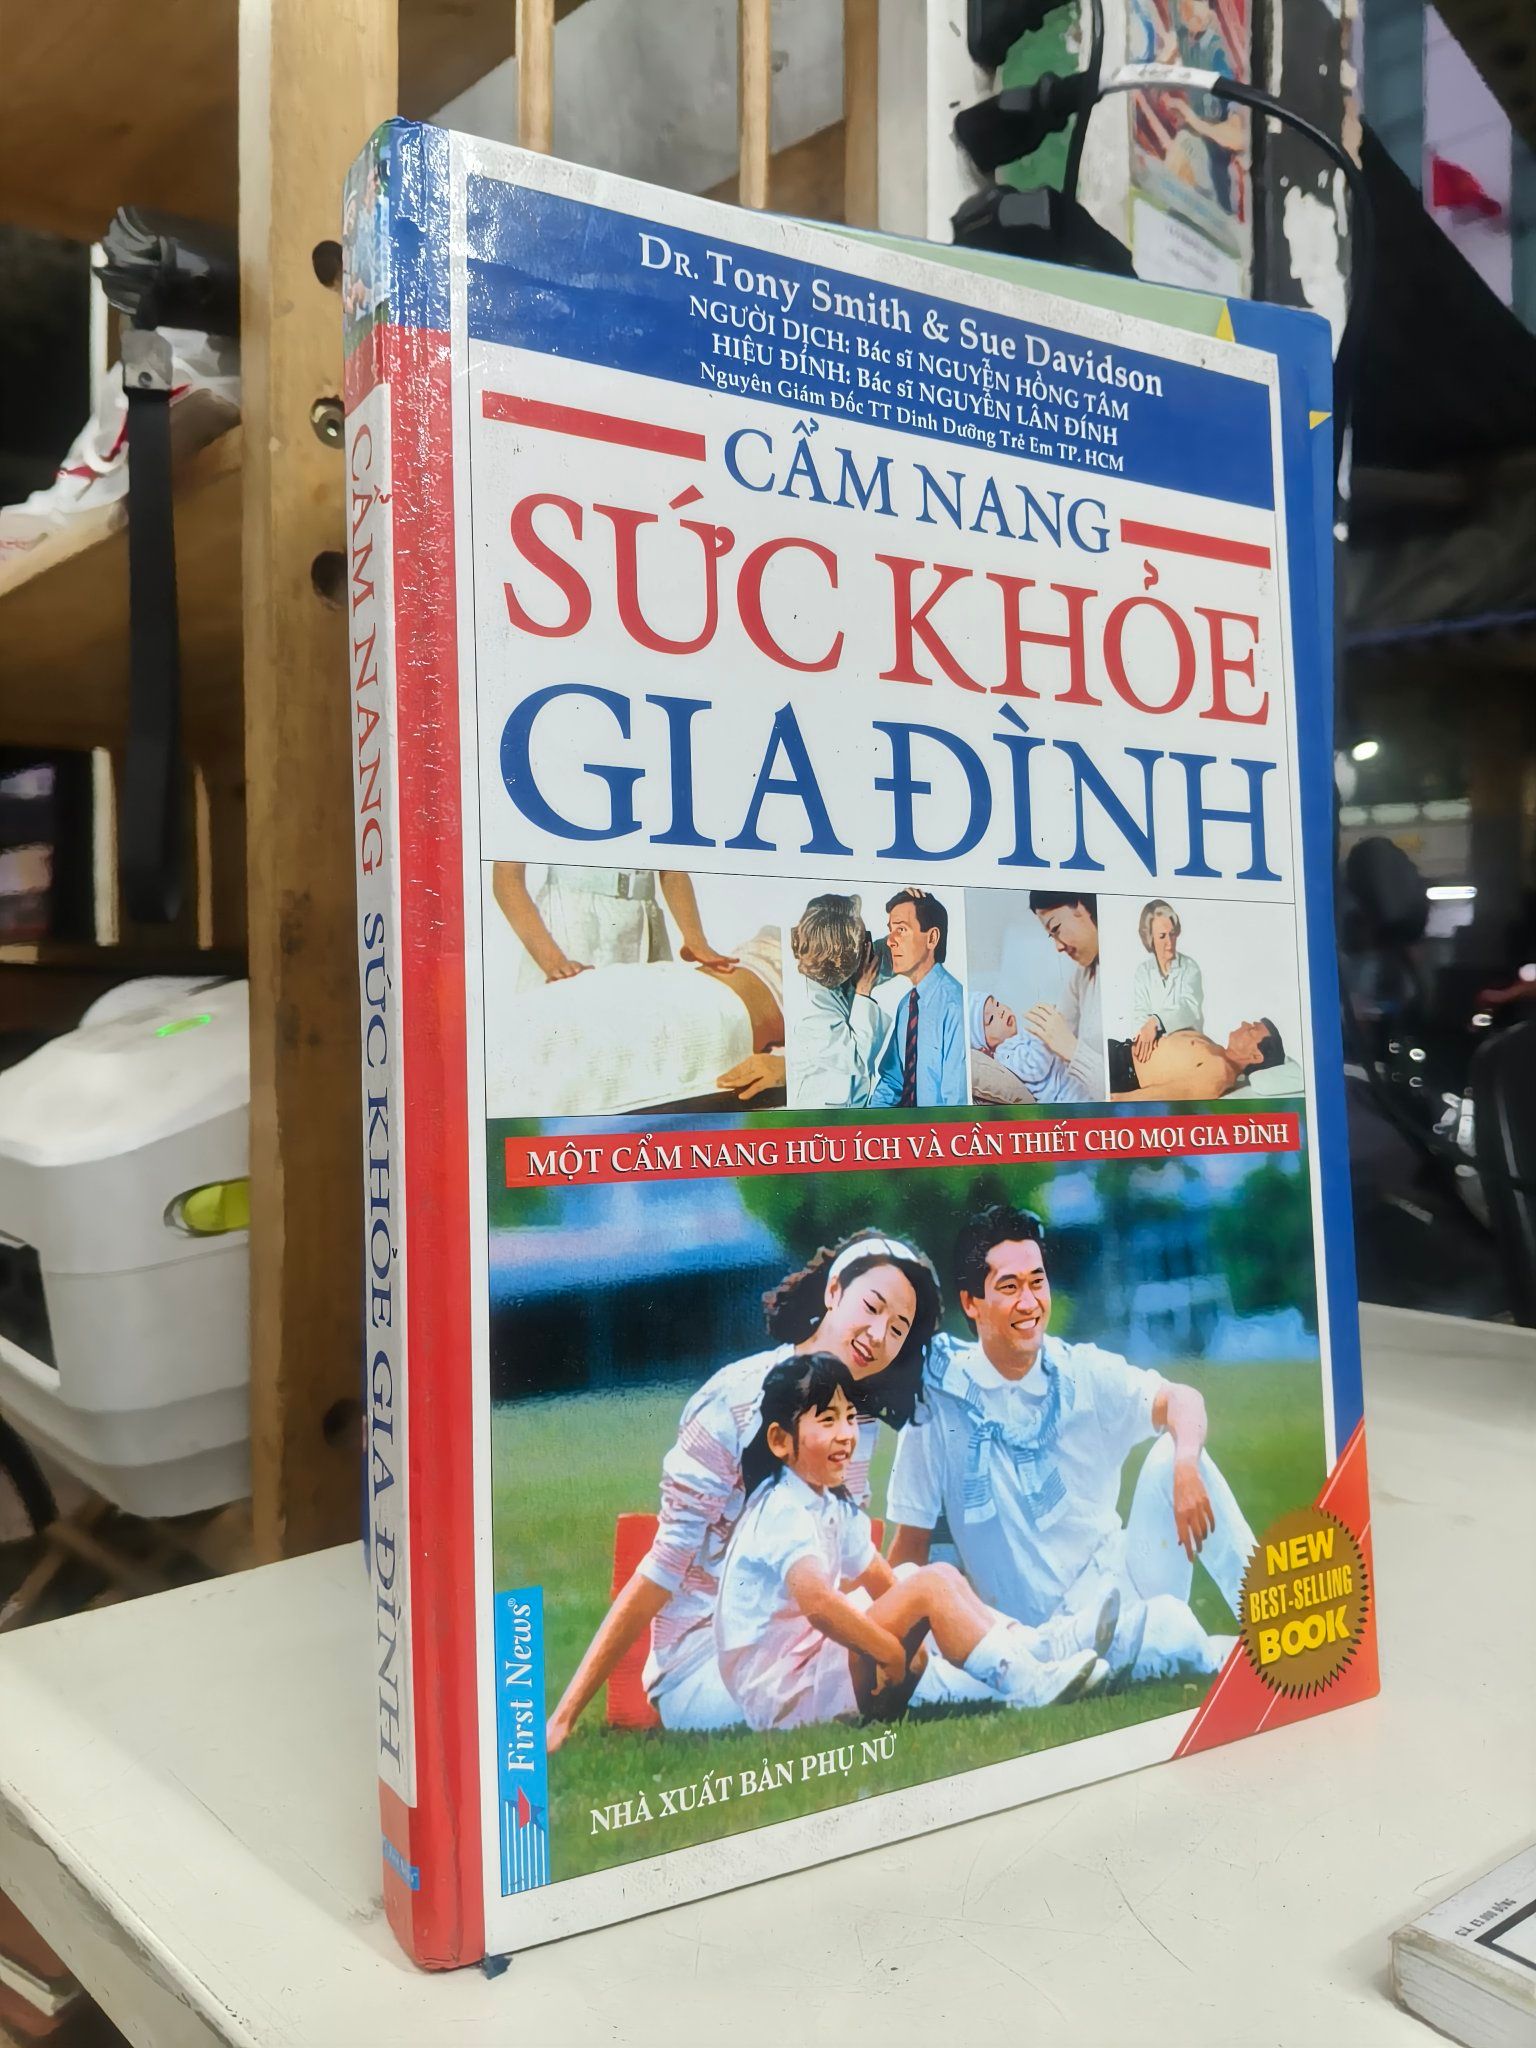 DR. Tony Smith & Sue Davidson
NGƯỜI DỊCH: Bác sĩ NGUYỄN HỒNG TÂM
HIỆU ĐÍNH: Bác sĩ NGUYỄN LÂN ĐÍNH
Nguyên Giám Đốc TT Dinh Dưỡng Trẻ Em TP. HCM
CẨM NANG
SỨC KHỎE
GIA ĐÌNH
MỘT CẨM NANG HỮU ÍCH VÀ CẦN THIẾT CHO MỌI GIA ĐÌNH
NEW
BEST-SELLING
BOOK
First News®
NHÀ XUẤT BẢN PHỤ NỮ
CẨM NANG SỨC KHỎE GIA ĐÌNH